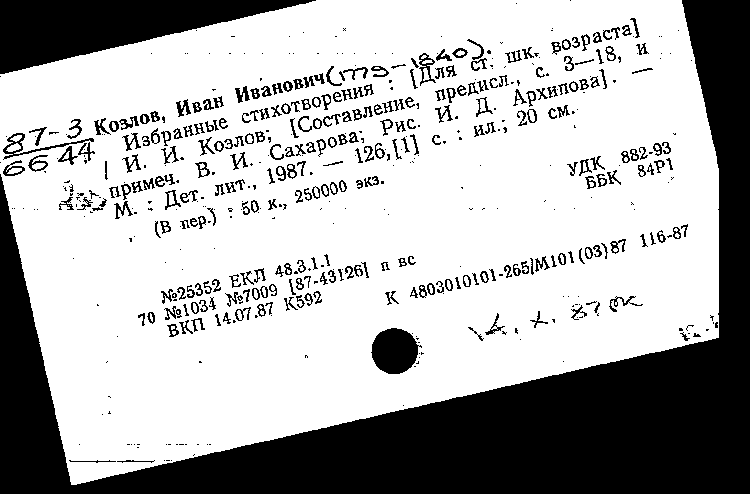 87-3
6644
Козлов, Иван Иванович (1779-1840).
Избранные стихотворения : [Для ст. шк. возраста]
/ И. И. Козлов; [Составление, предисл., с. 3—18, и
примеч. В. И. Сахарова; Рис. И. Д. Архипова]. —
М. : Дет. лит., 1987. — 126,[1] с. : ил.; 20 см.
(В пер.) : 50 к., 250000 экз.
УДК 882-93
ББК 84Р1
№25352 ЕКЛ 48.3.1.1
70 №1034 №7009 [87-43126] п вс
ВКП 14.07.87 К592
К 4803010101-265/М101(03)87 116-87
14. X. 87